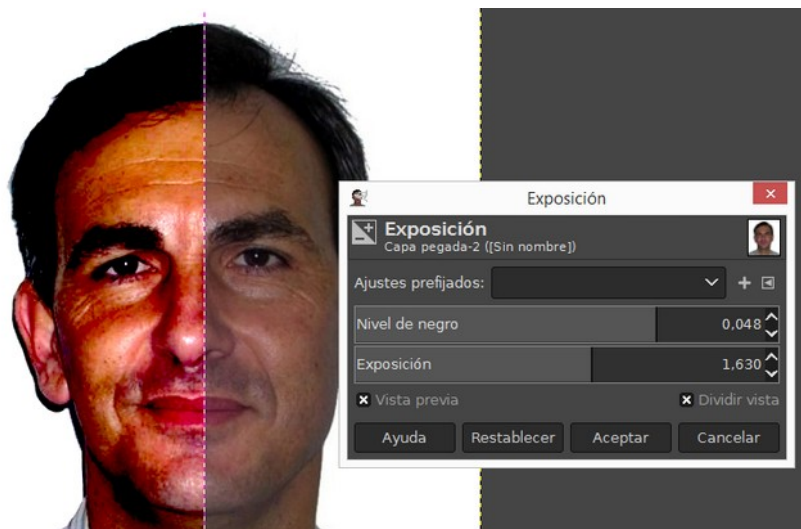 Exposición
Exposición
Capa pegada-2 ([Sin nombre])
Ajustes prefijados:
Nivel de negro 0,048
Exposición 1,630
Vista previa Dividir vista
Ayuda Restablecer Aceptar Cancelar